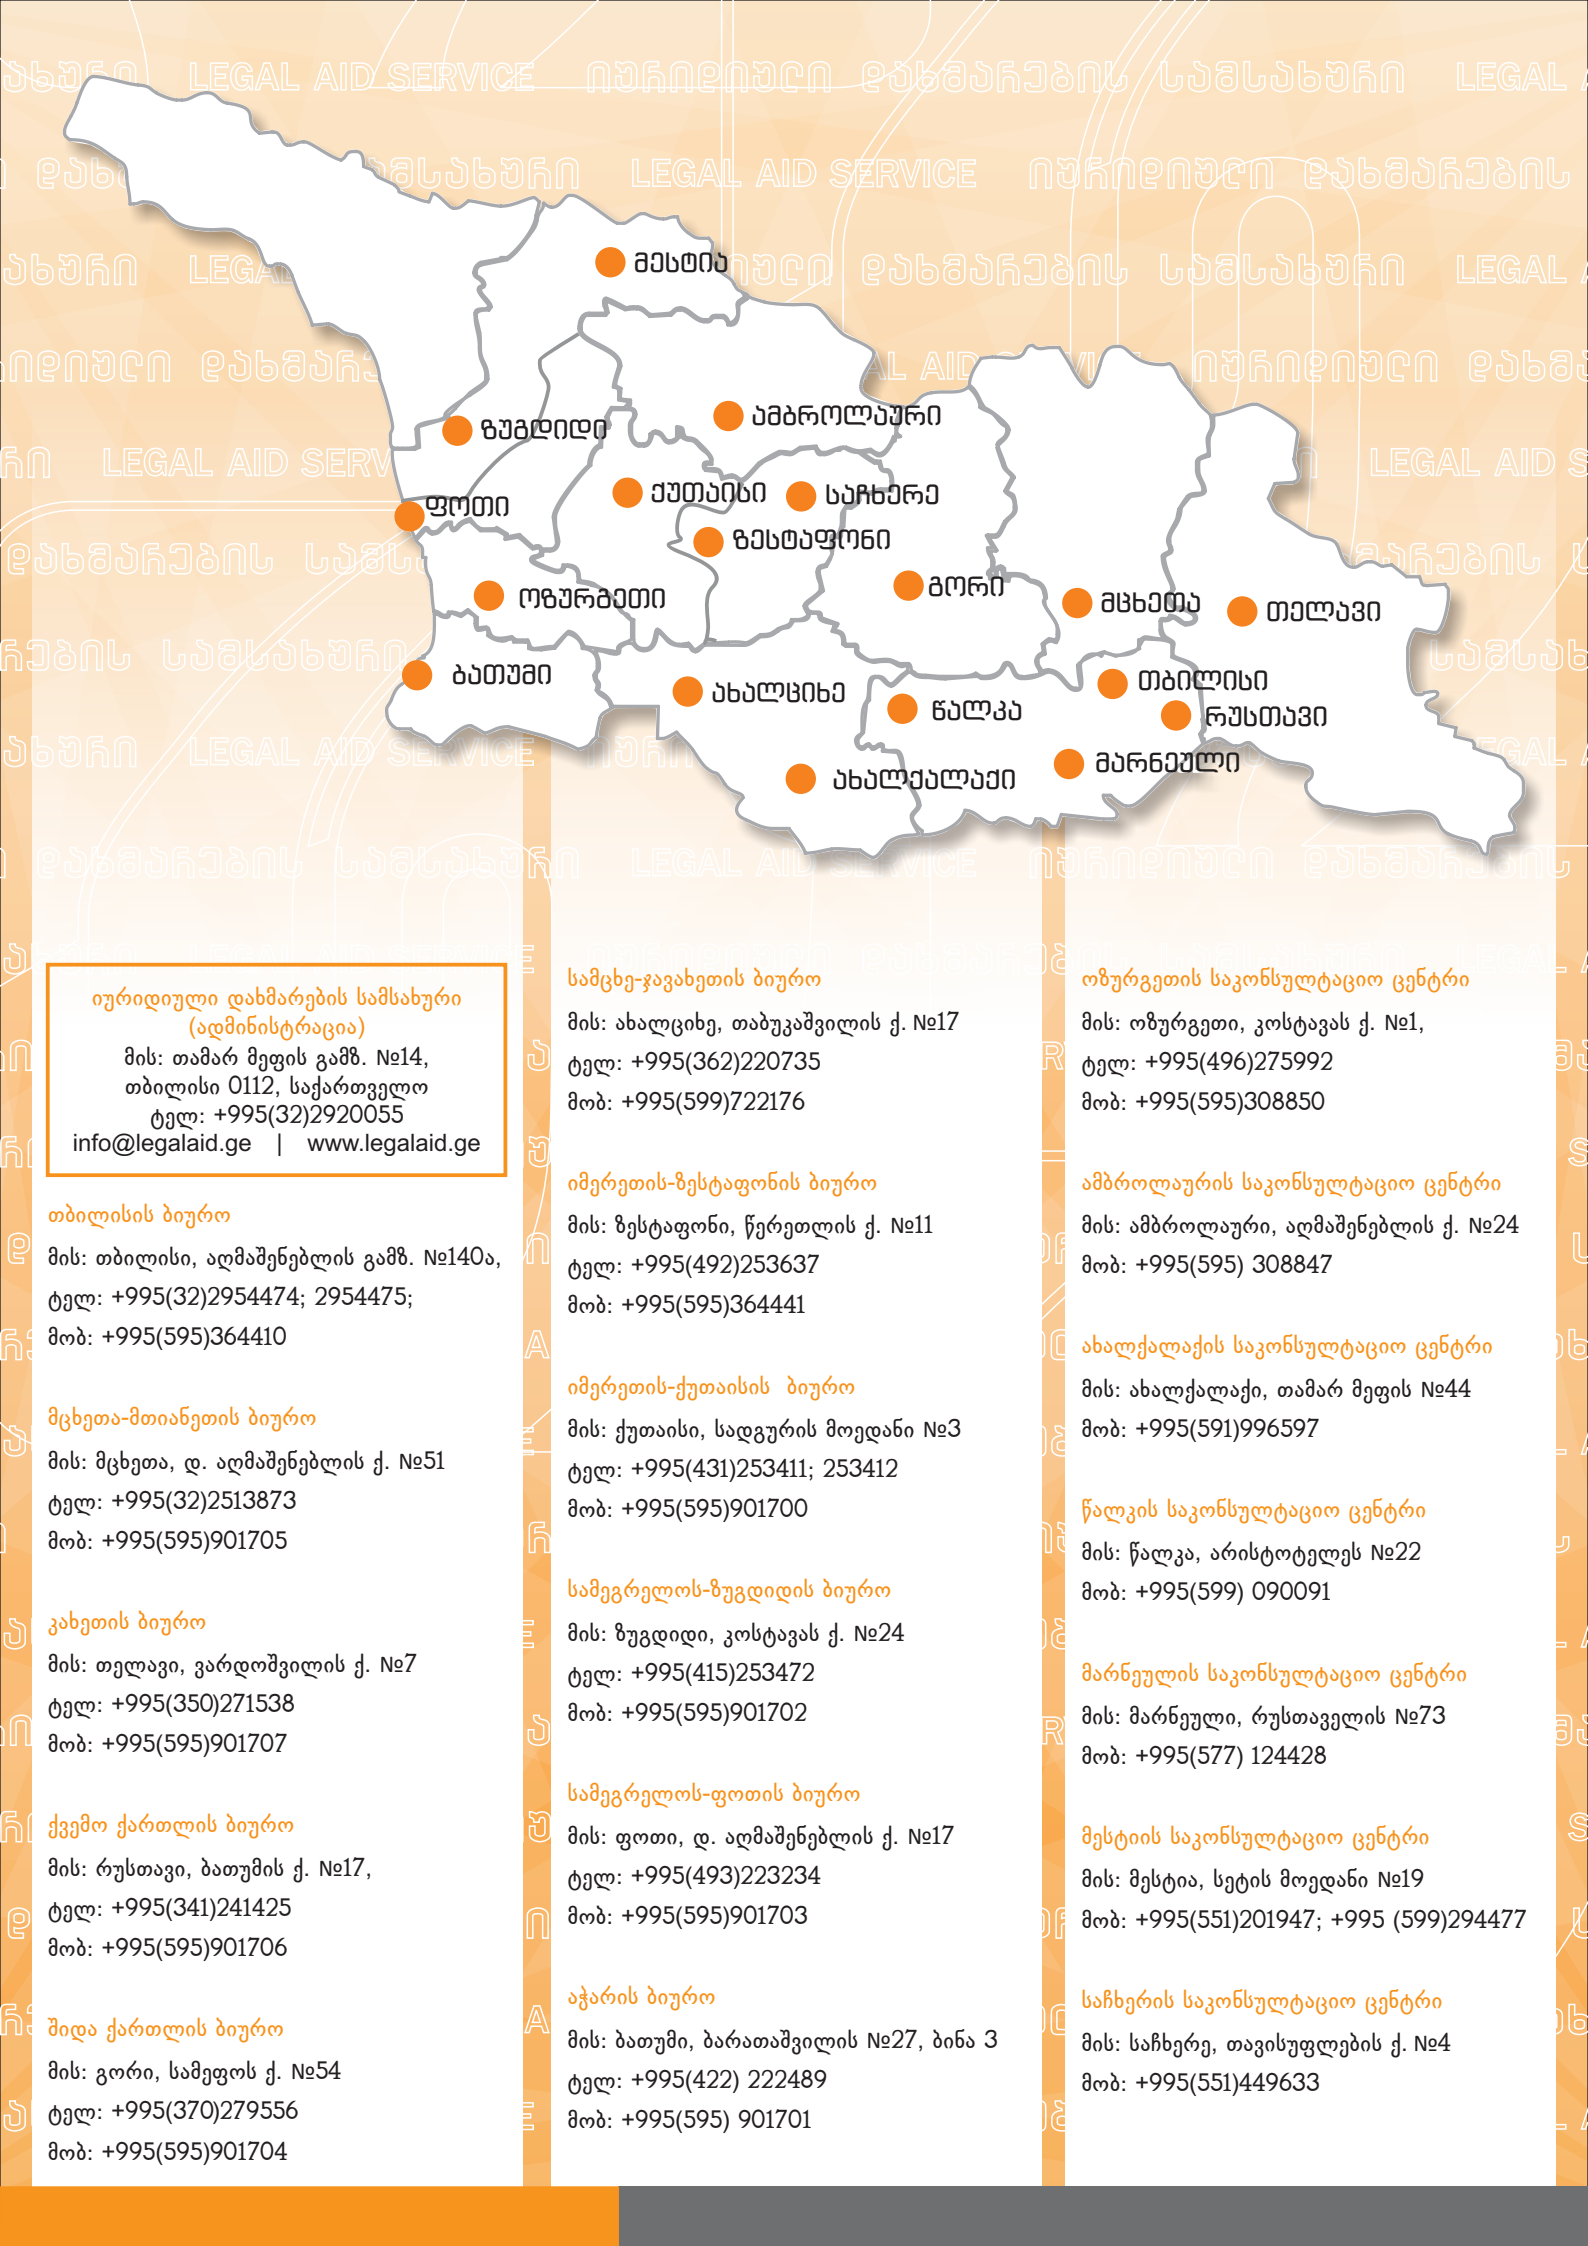 მესტია
ამბროლაური
ზუგდიდი
ფოთი
ქუთაისი
საჩხერე
ზესტაფონი
ოზურგეთი
გორი
მცხეთა
თელავი
ბათუმი
ახალციხე
თბილისი
წალკა
რუსთავი
მარნეული
ახალქალაქი
იურიდიული დახმარების სამსახური
(ადმინისტრაცია)
მის: თამარ მეფის გამზ. №14,
თბილისი 0112, საქართველო
ტელ: +995(32)2920055
info@legalaid.ge | www.legalaid.ge
თბილისის ბიურო
მის: თბილისი, აღმაშენებლის გამზ. №140ა,
ტელ: +995(32)2954474; 2954475;
მობ: +995(595)364410
მცხეთა-მთიანეთის ბიურო
მის: მცხეთა, დ. აღმაშენებლის ქ. №51
ტელ: +995(32)2513873
მობ: +995(595)901705
კახეთის ბიურო
მის: თელავი, ვარდოშვილის ქ. №7
ტელ: +995(350)271538
მობ: +995(595)901707
ქვემო ქართლის ბიურო
მის: რუსთავი, ბათუმის ქ. №17,
ტელ: +995(341)241425
მობ: +995(595)901706
შიდა ქართლის ბიურო
მის: გორი, სამეფოს ქ. №54
ტელ: +995(370)279556
მობ: +995(595)901704
სამცხე-ჯავახეთის ბიურო
მის: ახალციხე, თაბუკაშვილის ქ. №17
ტელ: +995(362)220735
მობ: +995(599)722176
იმერეთის-ზესტაფონის ბიურო
მის: ზესტაფონი, წერეთლის ქ. №11
ტელ: +995(492)253637
მობ: +995(595)364441
იმერეთის-ქუთაისის ბიურო
მის: ქუთაისი, სადგურის მოედანი №3
ტელ: +995(431)253411; 253412
მობ: +995(595)901700
სამეგრელოს-ზუგდიდის ბიურო
მის: ზუგდიდი, კოსტავას ქ. №24
ტელ: +995(415)253472
მობ: +995(595)901702
სამეგრელოს-ფოთის ბიურო
მის: ფოთი, დ. აღმაშენებლის ქ. №17
ტელ: +995(493)223234
მობ: +995(595)901703
აჭარის ბიურო
მის: ბათუმი, ბარათაშვილის №27, ბინა 3
ტელ: +995(422) 222489
მობ: +995(595) 901701
ოზურგეთის საკონსულტაციო ცენტრი
მის: ოზურგეთი, კოსტავას ქ. №1,
ტელ: +995(496)275992
მობ: +995(595)308850
ამბროლაურის საკონსულტაციო ცენტრი
მის: ამბროლაური, აღმაშენებლის ქ. №24
მობ: +995(595) 308847
ახალქალაქის საკონსულტაციო ცენტრი
მის: ახალქალაქი, თამარ მეფის №44
მობ: +995(591)996597
წალკის საკონსულტაციო ცენტრი
მის: წალკა, არისტოტელეს №22
მობ: +995(599) 090091
მარნეულის საკონსულტაციო ცენტრი
მის: მარნეული, რუსთაველის №73
მობ: +995(577) 124428
მესტიის საკონსულტაციო ცენტრი
მის: მესტია, სეტის მოედანი №19
მობ: +995(551)201947; +995 (599)294477
საჩხერის საკონსულტაციო ცენტრი
მის: საჩხერე, თავისუფლების ქ. №4
მობ: +995(551)449633